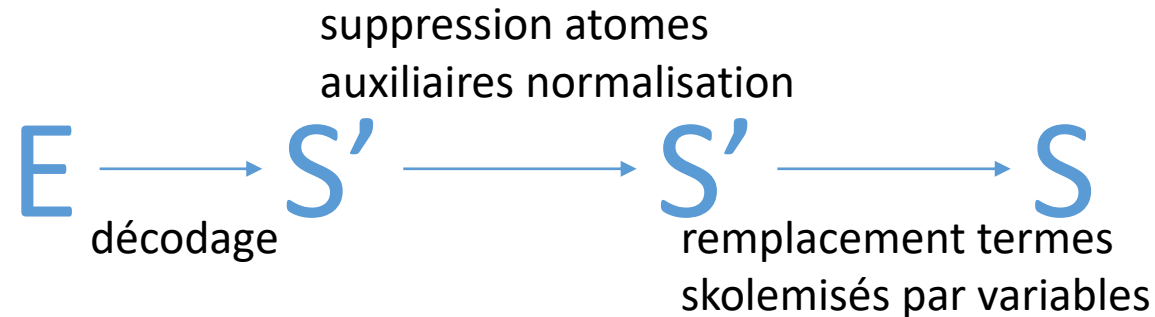 suppression atomes
auxiliaires normalisation
E S’ S’ S
décodage
remplacement termes
skolemisés par variables